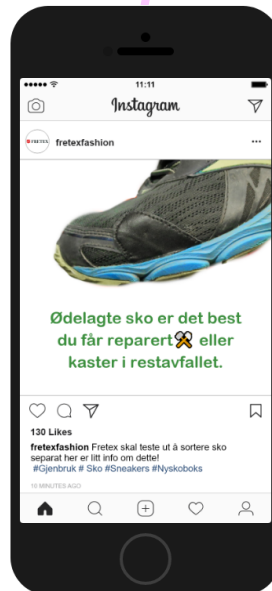 11:11
Instagram
FRETEX
fretexfashion
Ødelagte sko er det best
du får reparert eller
kaster i restavfallet.
130 Likes
fretexfashion Fretex skal teste ut å sortere sko
separat her er litt info om dette!
#Gjenbruk # Sko #Sneakers #Nyskoboks
10 MINUTES AGO